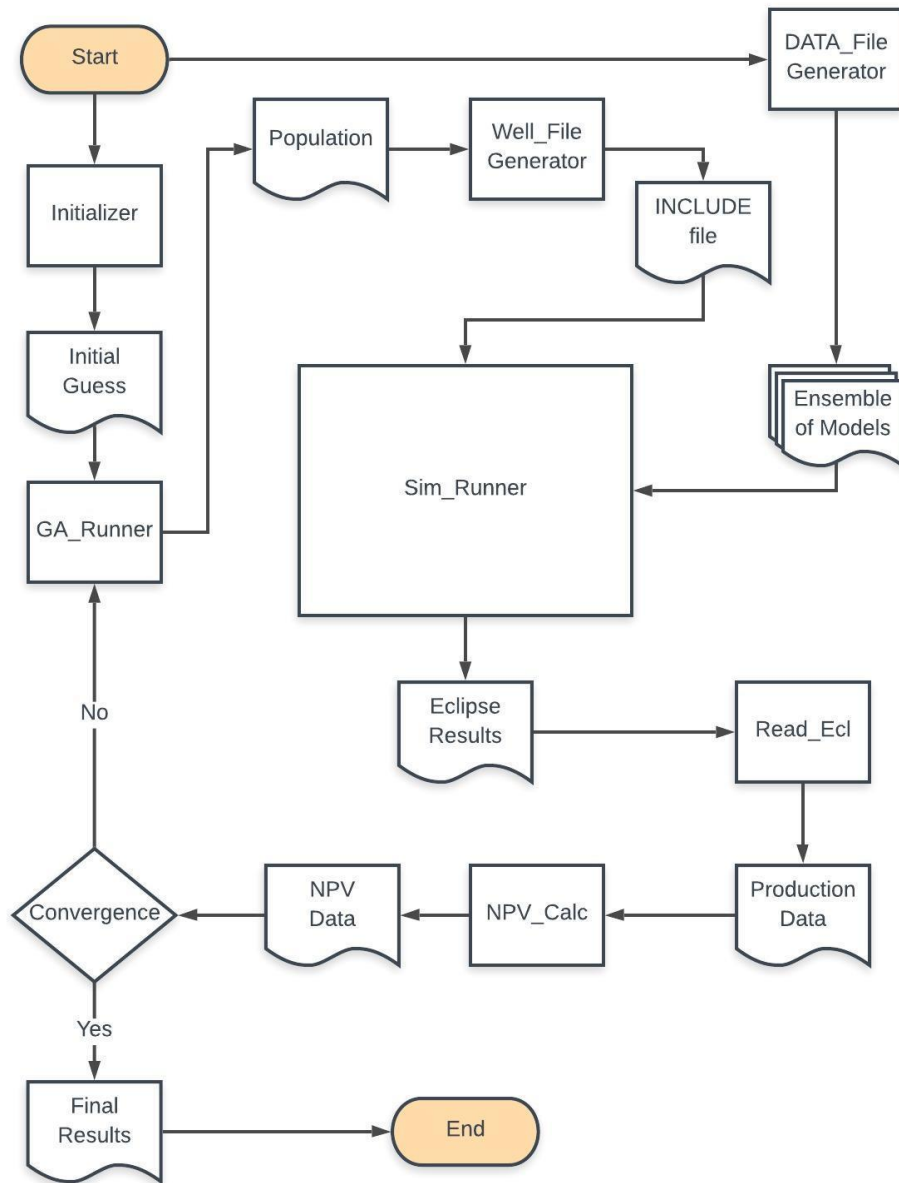 Start
DATA_File
Generator
Population
Well_File
Generator
Initializer
INCLUDE
file
Initial
Guess
Ensemble
of Models
GA_Runner
Sim_Runner
No
Eclipse
Results
Read_Ecl
Convergence
NPV
Data
NPV_Calc
Production
Data
Yes
Final
Results
End